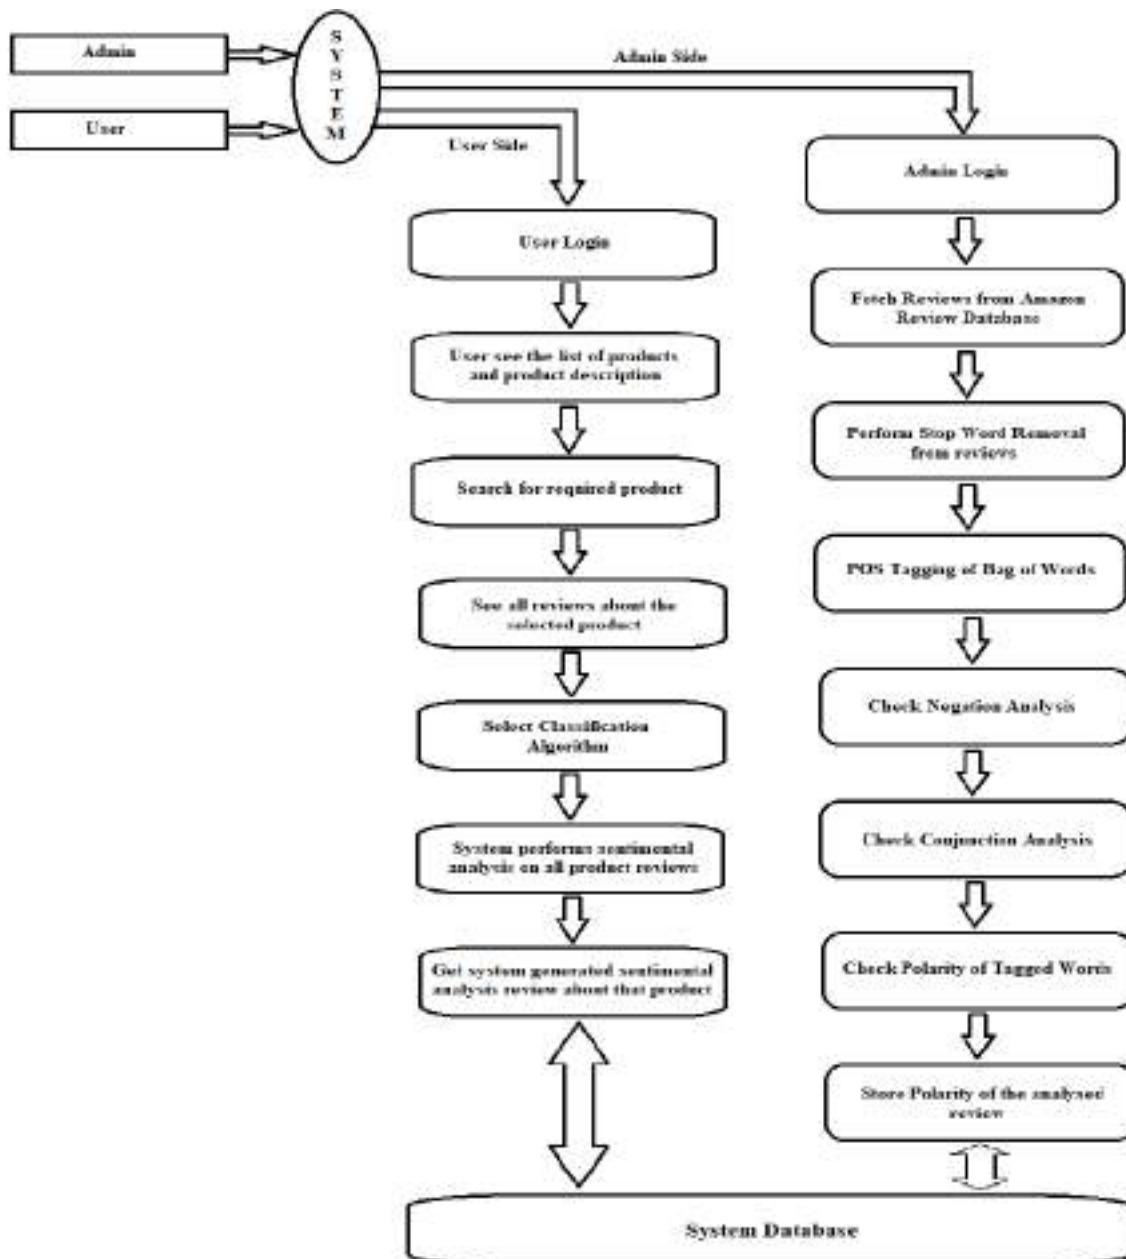 Admin
User
SYSTEM
Admin Side
User Side
User Login
User see the list of products
and product description
Search for required product
See all reviews about the
selected product
Select Classification
Algorithm
System performs sentimental
analysis on all product reviews
Get system generated sentimental
analysis review about that product
Admin Login
Fetch Reviews from Amazon
Review Database
Perform Stop Word Removal
from reviews
POS Tagging of Bag of Words
Check Negation Analysis
Check Conjunction Analysis
Check Polarity of Tagged Words
Store Polarity of the analysed
review
System Database